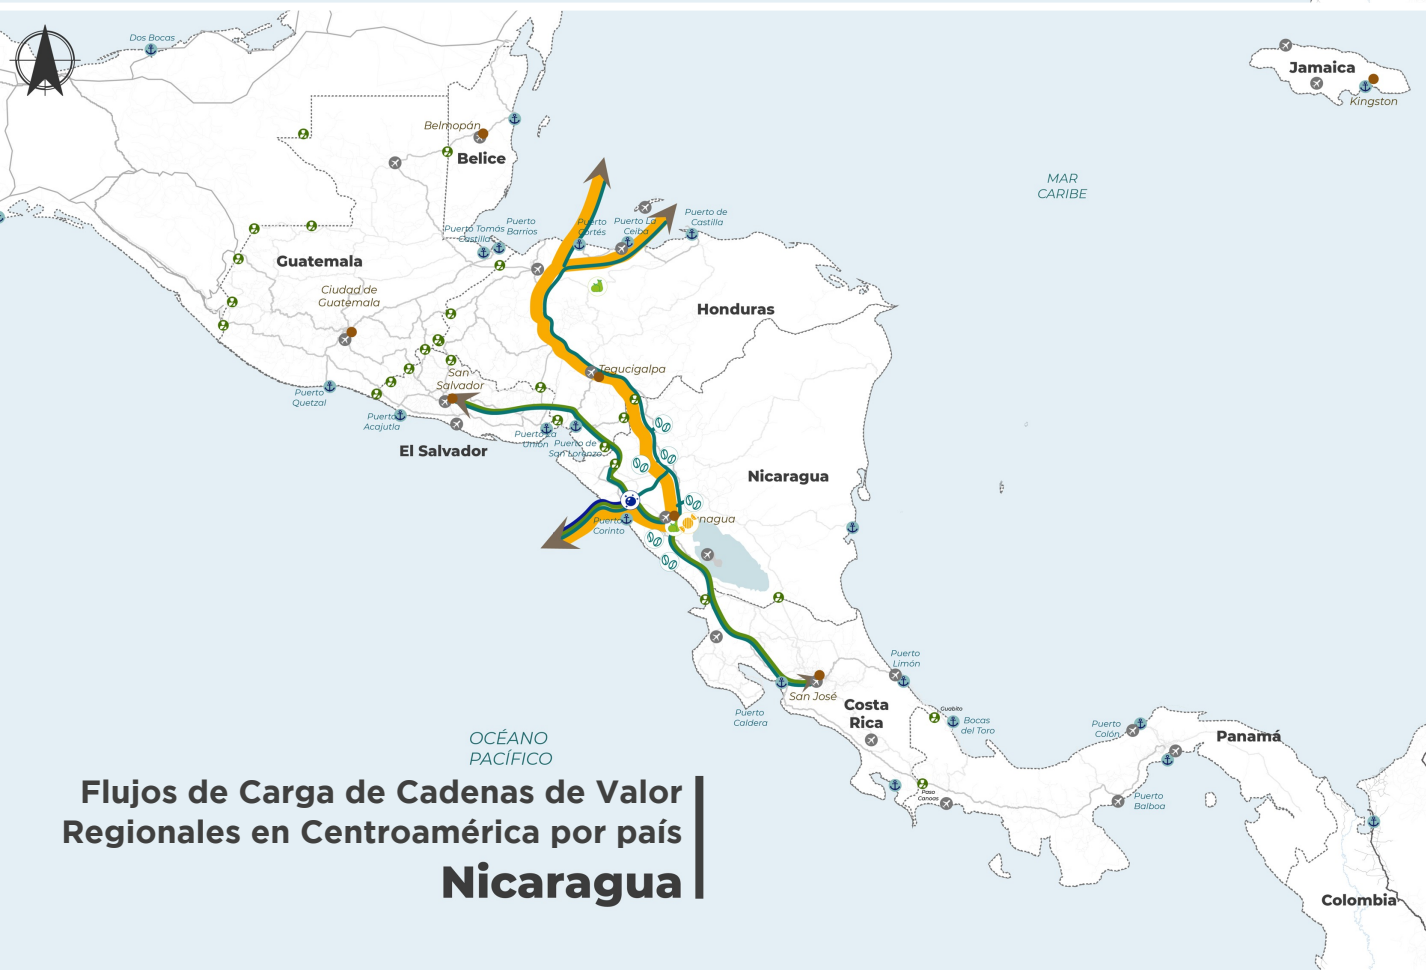 Dos Bocas
Jamaica
Kingston
Belmopán
Belice
MAR
CARIBE
Puerto Tomás
Castilla
Puerto
Barrios
Puerto
Cortés
Puerto La
Ceiba
Puerto de
Castilla
Guatemala
Ciudad de
Guatemala
Honduras
Tegucigalpa
San
Salvador
Puerto
Quetzal
Puerto
Acajutla
El Salvador
Puerto La
Unión
Puerto de
San Lorenzo
Nicaragua
Puerto
Corinto
nagua
Puerto
Limón
San José
Puerto
Caldera
Costa
Rica
Guabito
Bocas
del Toro
Puerto
Colón
Panamá
Paso
Canoas
Puerto
Balboa
Colombia
OCÉANO
PACÍFICO
Flujos de Carga de Cadenas de Valor
Regionales en Centroamérica por país
Nicaragua